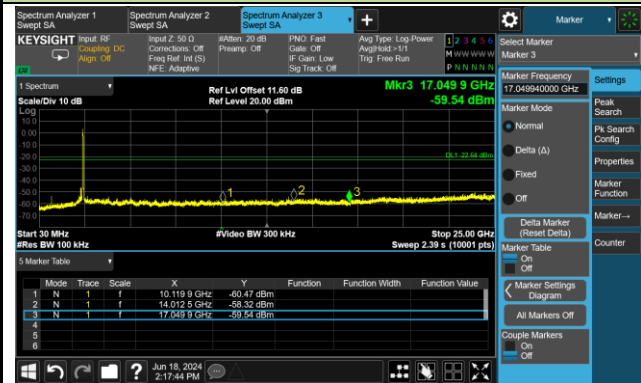 Spectrum Analyzer 1
Swept SA
Spectrum Analyzer 2
Swept SA
Spectrum Analyzer 3
Swept SA
Marker
KEYSIGHT
Input: RF
Coupling: DC
Align: Off
Input Z: 50 Ω
Corrections: Off
Freq Ref: Int (S)
NFE: Adaptive
#Atten: 20 dB
Preamp: Off
PNO: Fast
Gate: Off
IF Gain: Low
Sig Track: Off
Avg Type: Log-Power
Avg|Hold:>1/1
Trig: Free Run
1 2 3 4 5 6
M W W W W W
P N N N N N
Select Marker
Marker 3
1 Spectrum
Scale/Div 10 dB
Log
Ref Lvl Offset 11.60 dB
Ref Level 20.00 dBm
Mkr3 17.049 9 GHz
-59.54 dBm
10.0
0.00
-10.0
-20.0
-30.0
-40.0
-50.0
-60.0
-70.0
DL1 -22.64 dBm
1
2
3
Start 30 MHz
#Res BW 100 kHz
#Video BW 300 kHz
Stop 25.00 GHz
Sweep 2.39 s (10001 pts)
5 Marker Table
Mode Trace Scale X Y Function Function Width Function Value
1 N 1 f 10.119 9 GHz -60.47 dBm
2 N 1 f 14.012 5 GHz -58.32 dBm
3 N 1 f 17.049 9 GHz -59.54 dBm
4
5
6
Marker Frequency
17.049940000 GHz
Marker Mode
Normal
Delta (Δ)
Fixed
Off
Delta Marker
(Reset Delta)
Marker Table
On
Off
Marker Settings
Diagram
All Markers Off
Couple Markers
On
Off
Settings
Peak
Search
Pk Search
Config
Properties
Marker
Function
Marker→
Counter
Jun 18, 2024
2:17:44 PM